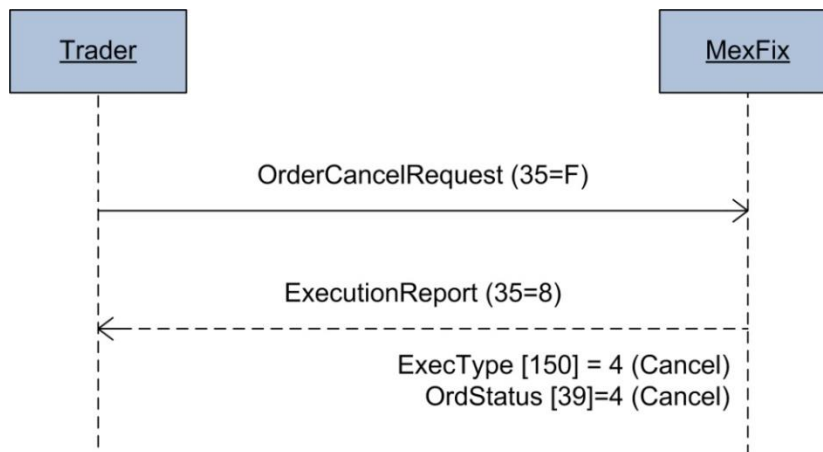 Trader
MexFix
OrderCancelRequest (35=F)
ExecutionReport (35=8)
ExecType [150] = 4 (Cancel)
OrdStatus [39]=4 (Cancel)